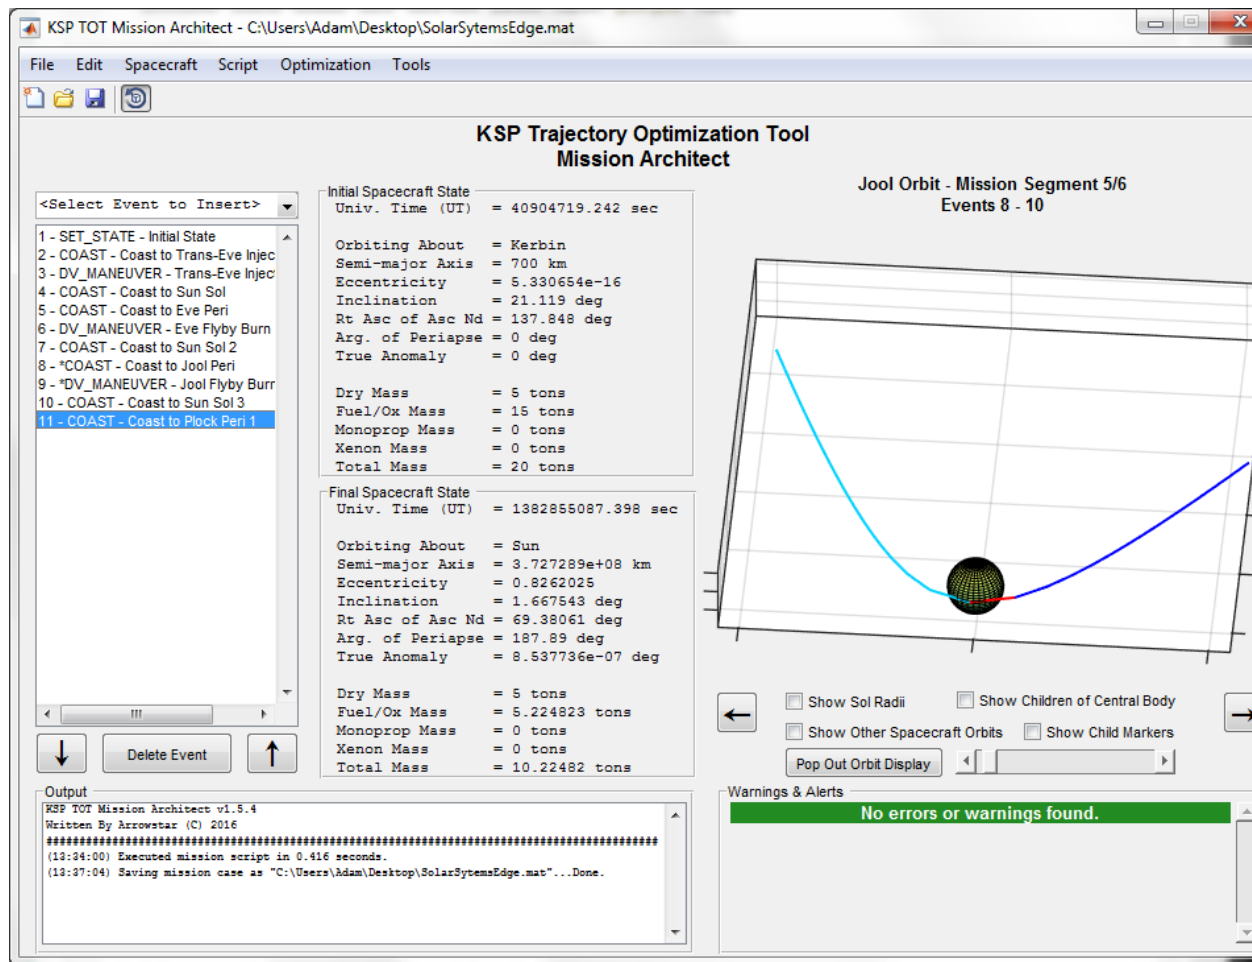 KSP TOT Mission Architect - C:\Users\Adam\Desktop\SolarSytemsEdge.mat
File Edit Spacecraft Script Optimization Tools
KSP Trajectory Optimization Tool
Mission Architect
<Select Event to Insert>
1 - SET_STATE - Initial State
2 - COAST - Coast to Trans-Eve Injec
3 - DV_MANEUVER - Trans-Eve Injec
4 - COAST - Coast to Sun Sol
5 - COAST - Coast to Eve Peri
6 - DV_MANEUVER - Eve Flyby Burn
7 - COAST - Coast to Sun Sol 2
8 - *COAST - Coast to Jool Peri
9 - *DV_MANEUVER - Jool Flyby Burr
10 - COAST - Coast to Sun Sol 3
11 - COAST - Coast to Plock Peri 1
Delete Event
Initial Spacecraft State
Univ. Time (UT) = 40904719.242 sec
Orbiting About = Kerbin
Semi-major Axis = 700 km
Eccentricity = 5.330654e-16
Inclination = 21.119 deg
Rt Asc of Asc Nd = 137.848 deg
Arg. of Periapse = 0 deg
True Anomaly = 0 deg
Dry Mass = 5 tons
Fuel/Ox Mass = 15 tons
Monoprop Mass = 0 tons
Xenon Mass = 0 tons
Total Mass = 20 tons
Final Spacecraft State
Univ. Time (UT) = 1382855087.398 sec
Orbiting About = Sun
Semi-major Axis = 3.727289e+08 km
Eccentricity = 0.8262025
Inclination = 1.667543 deg
Rt Asc of Asc Nd = 69.38061 deg
Arg. of Periapse = 187.89 deg
True Anomaly = 8.537736e-07 deg
Dry Mass = 5 tons
Fuel/Ox Mass = 5.224823 tons
Monoprop Mass = 0 tons
Xenon Mass = 0 tons
Total Mass = 10.22482 tons
Jool Orbit - Mission Segment 5/6
Events 8 - 10
Show Sol Radii
Show Children of Central Body
Show Other Spacecraft Orbits
Show Child Markers
Pop Out Orbit Display
Output
KSP TOT Mission Architect v1.5.4
Written By Arrowstar (C) 2016
##########################################################################################
(13:34:00) Executed mission script in 0.416 seconds.
(13:37:04) Saving mission case as "C:\Users\Adam\Desktop\SolarSytemsEdge.mat"...Done.
Warnings & Alerts
No errors or warnings found.